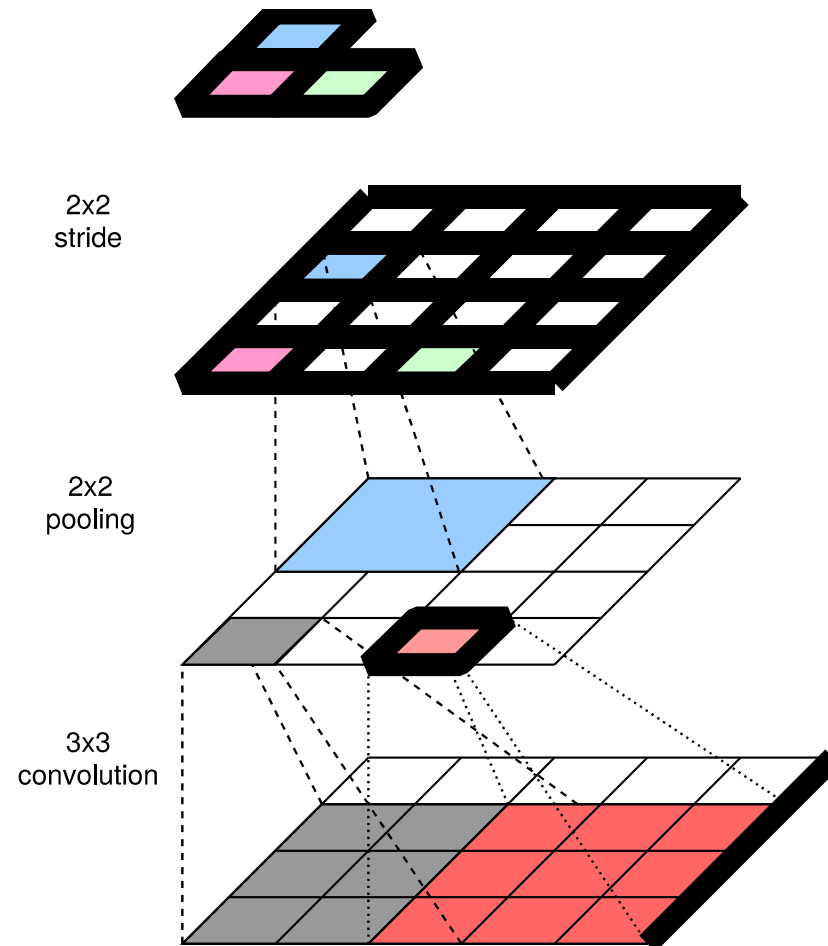 2x2
stride
2x2
pooling
3x3
convolution